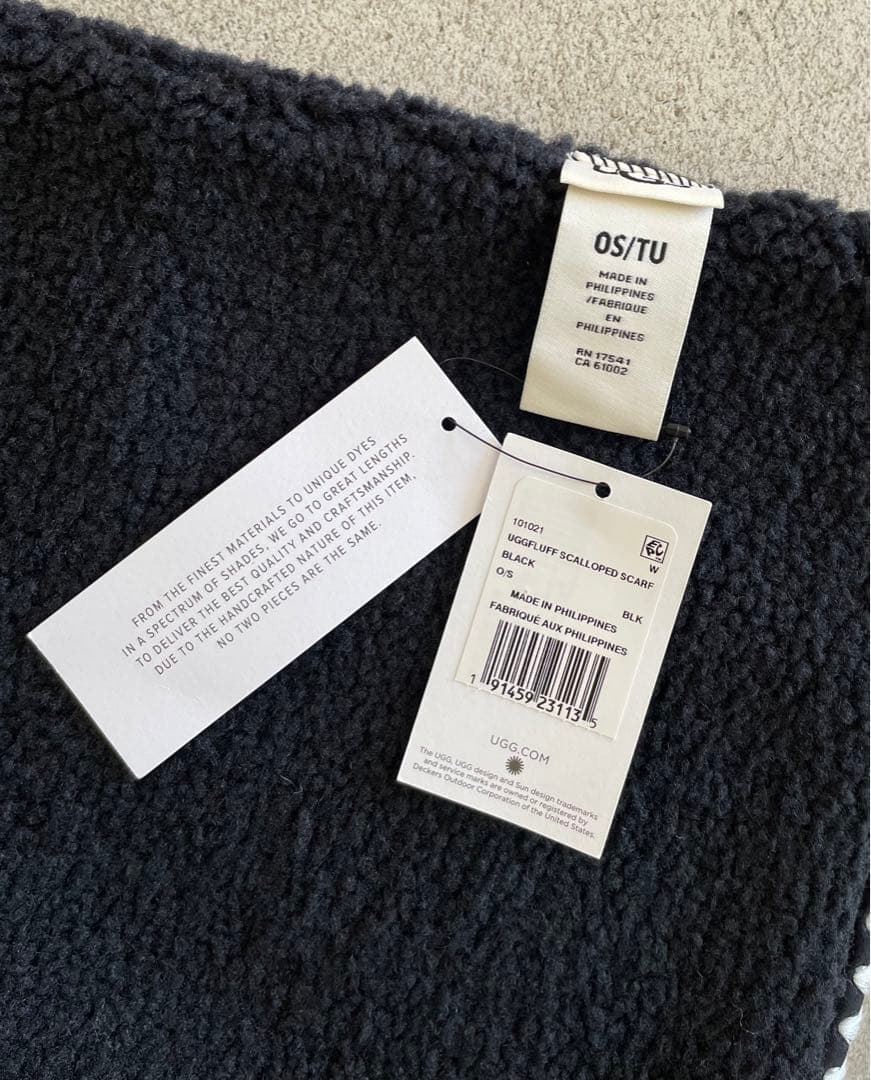 OS/TU
MADE IN
PHILIPPINES
/FABRIQUE
EN
PHILIPPINES
RN 17541
CA 61002
FROM THE FINEST MATERIALS TO UNIQUE DYES
IN A SPECTRUM OF SHADES, WE GO TO GREAT LENGTHS
TO DELIVER THE BEST QUALITY AND CRAFTSMANSHIP.
DUE TO THE HANDCRAFTED NATURE OF THIS ITEM,
NO TWO PIECES ARE THE SAME.
101021
UGGFLUFF SCALLOPED SCARF
BLACK W
O/S
BLK
MADE IN PHILIPPINES
FABRIQUÉ AUX PHILIPPINES
1 91459 23113 5
UGG.COM
The UGG, UGG design and Sun design trademarks
and service marks are owned or registered by
Deckers Outdoor Corporation of the United States.